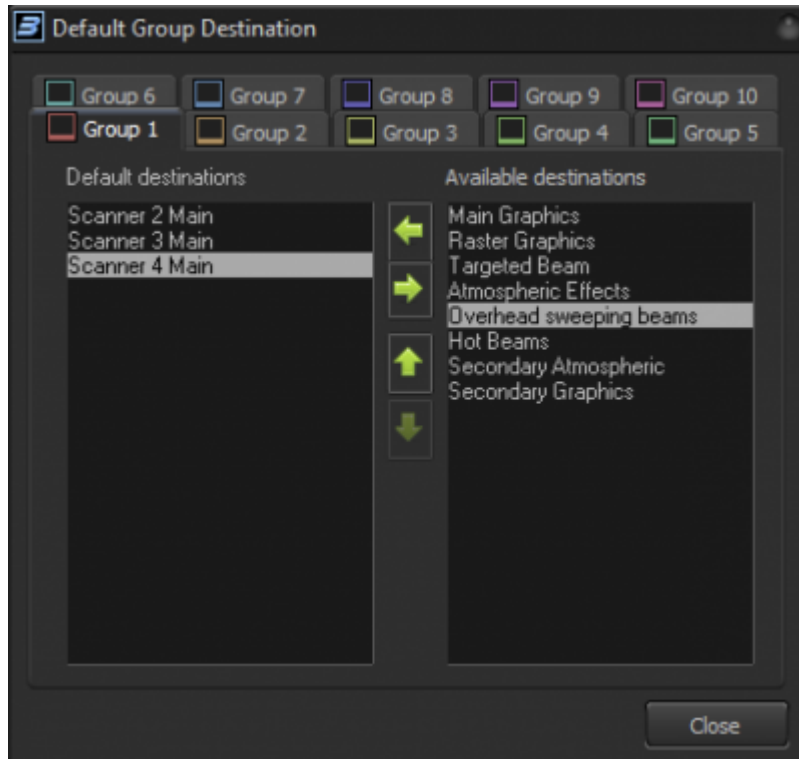 Default Group Destination
Group 6 Group 7 Group 8 Group 9 Group 10
Group 1 Group 2 Group 3 Group 4 Group 5
Default destinations
Scanner 2 Main
Scanner 3 Main
Scanner 4 Main
Available destinations
Main Graphics
Raster Graphics
Targeted Beam
Atmospheric Effects
Overhead sweeping beams
Hot Beams
Secondary Atmospheric
Secondary Graphics
Close